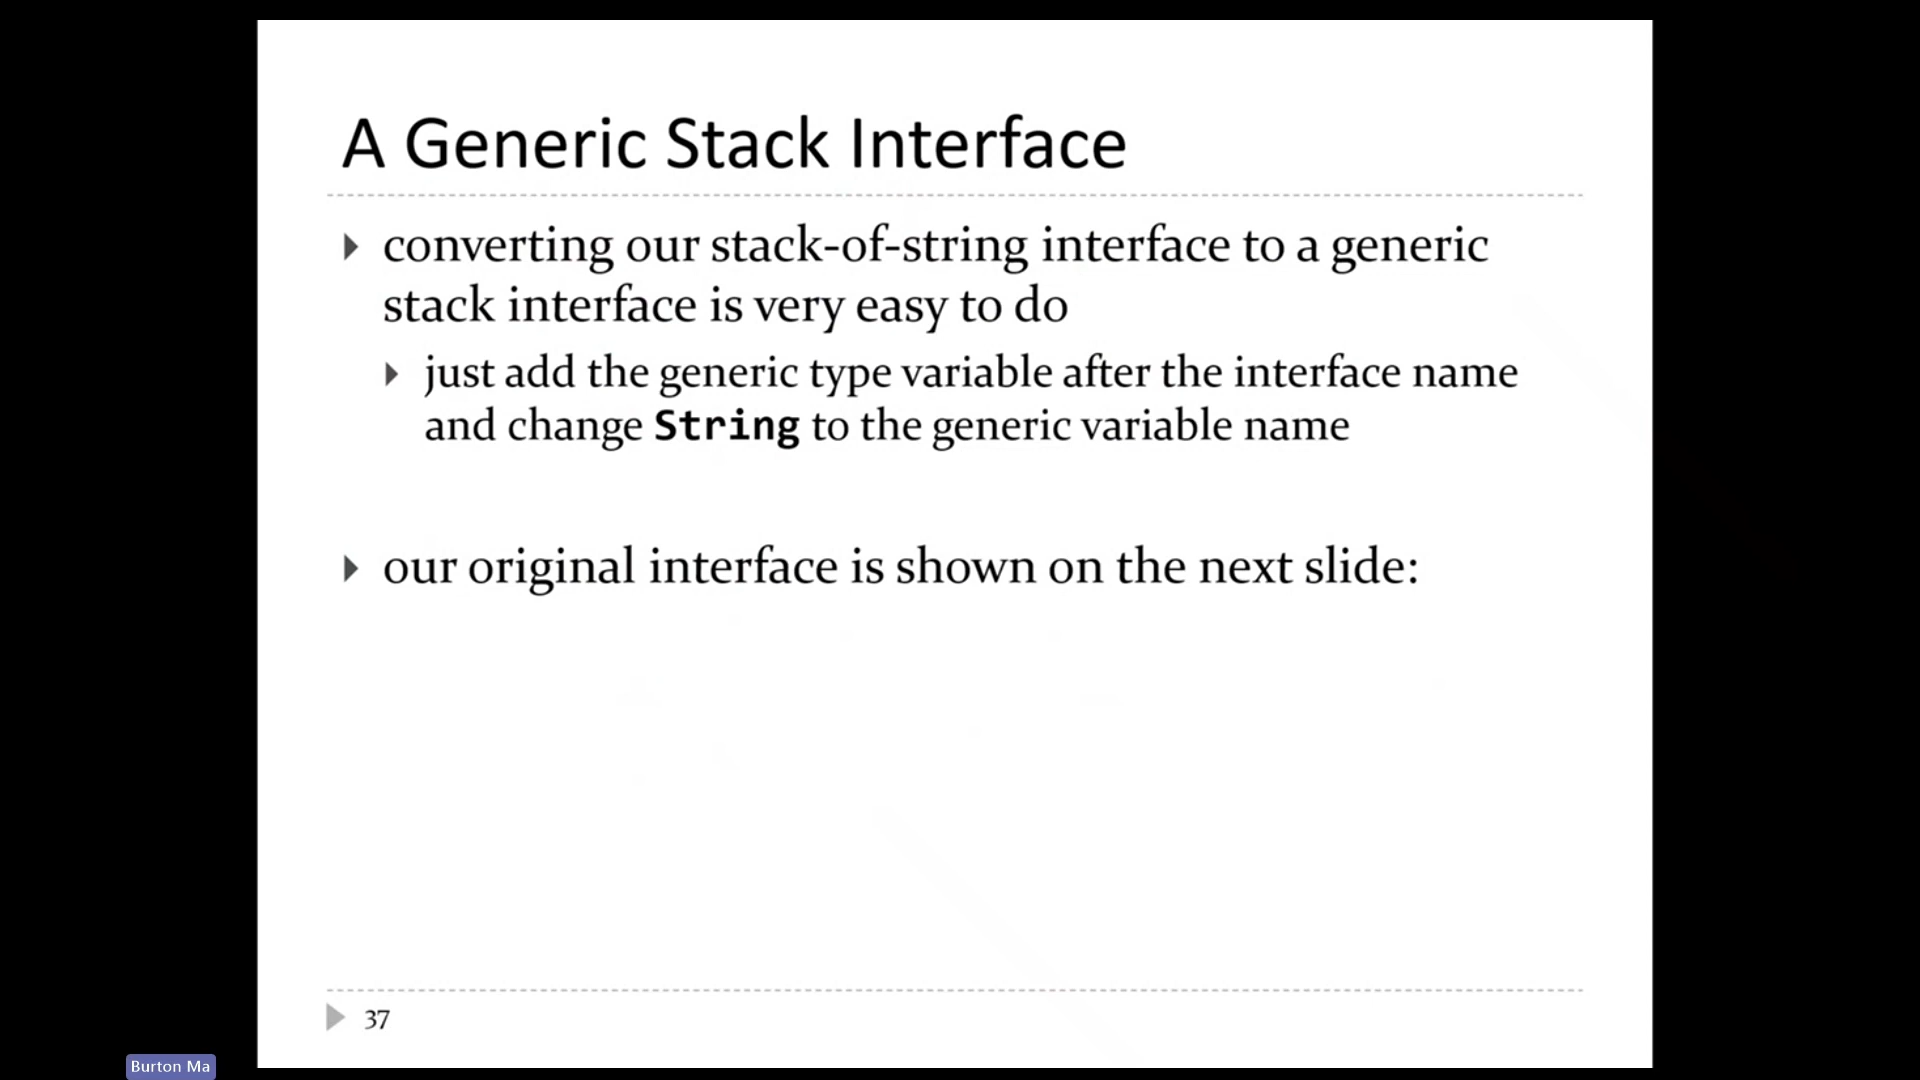 A Generic Stack Interface
converting our stack-of-string interface to a generic
stack interface is very easy to do
just add the generic type variable after the interface name
and change String to the generic variable name
our original interface is shown on the next slide:
37
Burton Ma